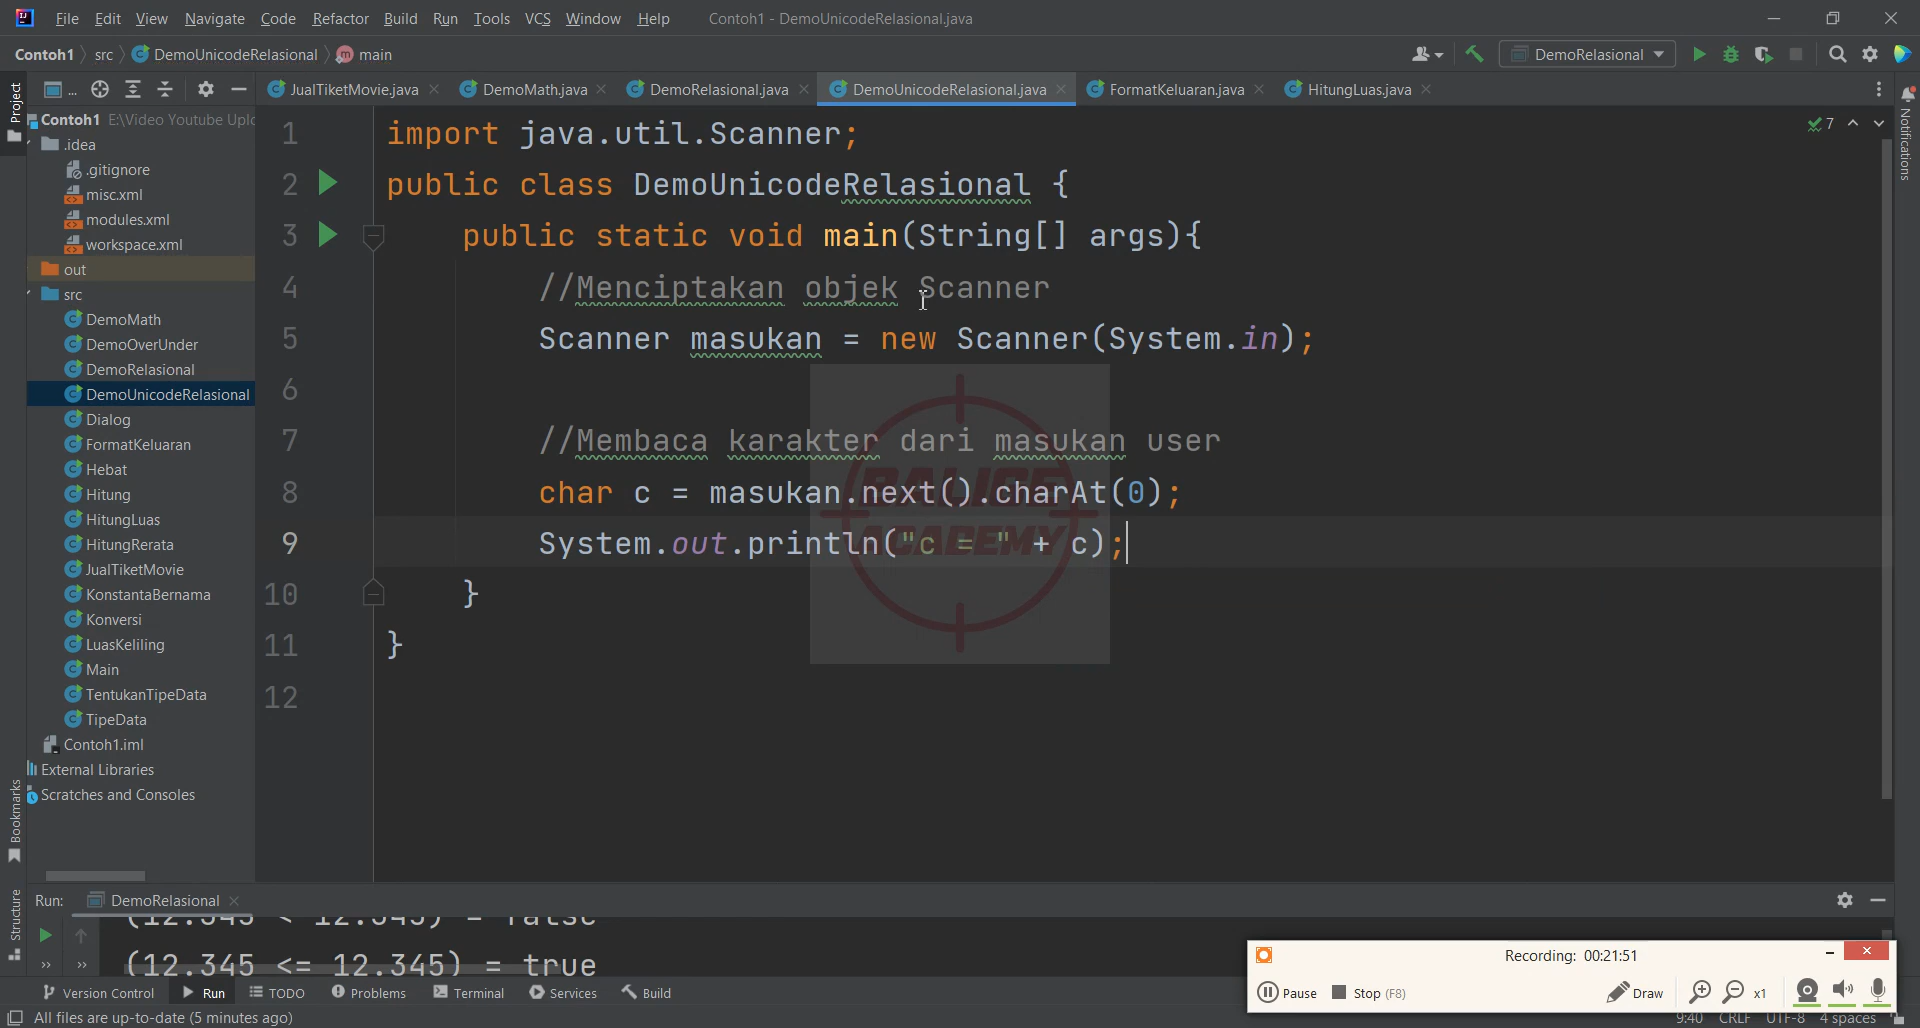 File Edit View Navigate Code Refactor Build Run Tools VCS Window Help Contoh1 - DemoUnicodeRelasional.java
Contoh1 src DemoUnicodeRelasional main DemoRelasional
Project ... JualTiketMovie.java DemoMath.java DemoRelasional.java DemoUnicodeRelasional.java FormatKeluaran.java HitungLuas.java
Notifications
Contoh1 E:\Video Youtube Uplo
.idea
.gitignore
misc.xml
modules.xml
workspace.xml
out
src
DemoMath
DemoOverUnder
DemoRelasional
DemoUnicodeRelasional
Dialog
FormatKeluaran
Hebat
Hitung
HitungLuas
HitungRerata
JualTiketMovie
KonstantaBernama
Konversi
LuasKeliling
Main
TentukanTipeData
TipeData
Contoh1.iml
External Libraries
Scratches and Consoles
Bookmarks
Structure
7
1 import java.util.Scanner;
2 public class DemoUnicodeRelasional {
3 public static void main(String[] args){
4 //Menciptakan objek Scanner
5 Scanner masukan = new Scanner(System.in);
6
7 //Membaca karakter dari masukan user
8 char c = masukan.next().charAt(0);
9 System.out.println("c = " + c);
10 }
11 }
12
BALIGE
ACADEMY
Run: DemoRelasional
(12.345 < 12.345) = false
(12.345 <= 12.345) = true
Recording: 00:21:51
Pause Stop (F8) Draw x1
Version Control Run TODO Problems Terminal Services Build
All files are up-to-date (5 minutes ago) 9:40 CRLF UTF-8 4 spaces